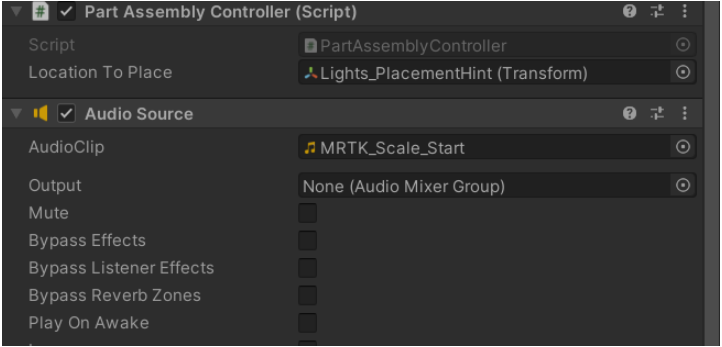 Part Assembly Controller (Script)
Script PartAssemblyController
Location To Place Lights_PlacementHint (Transform)
Audio Source
AudioClip MRTK_Scale_Start
Output None (Audio Mixer Group)
Mute
Bypass Effects
Bypass Listener Effects
Bypass Reverb Zones
Play On Awake